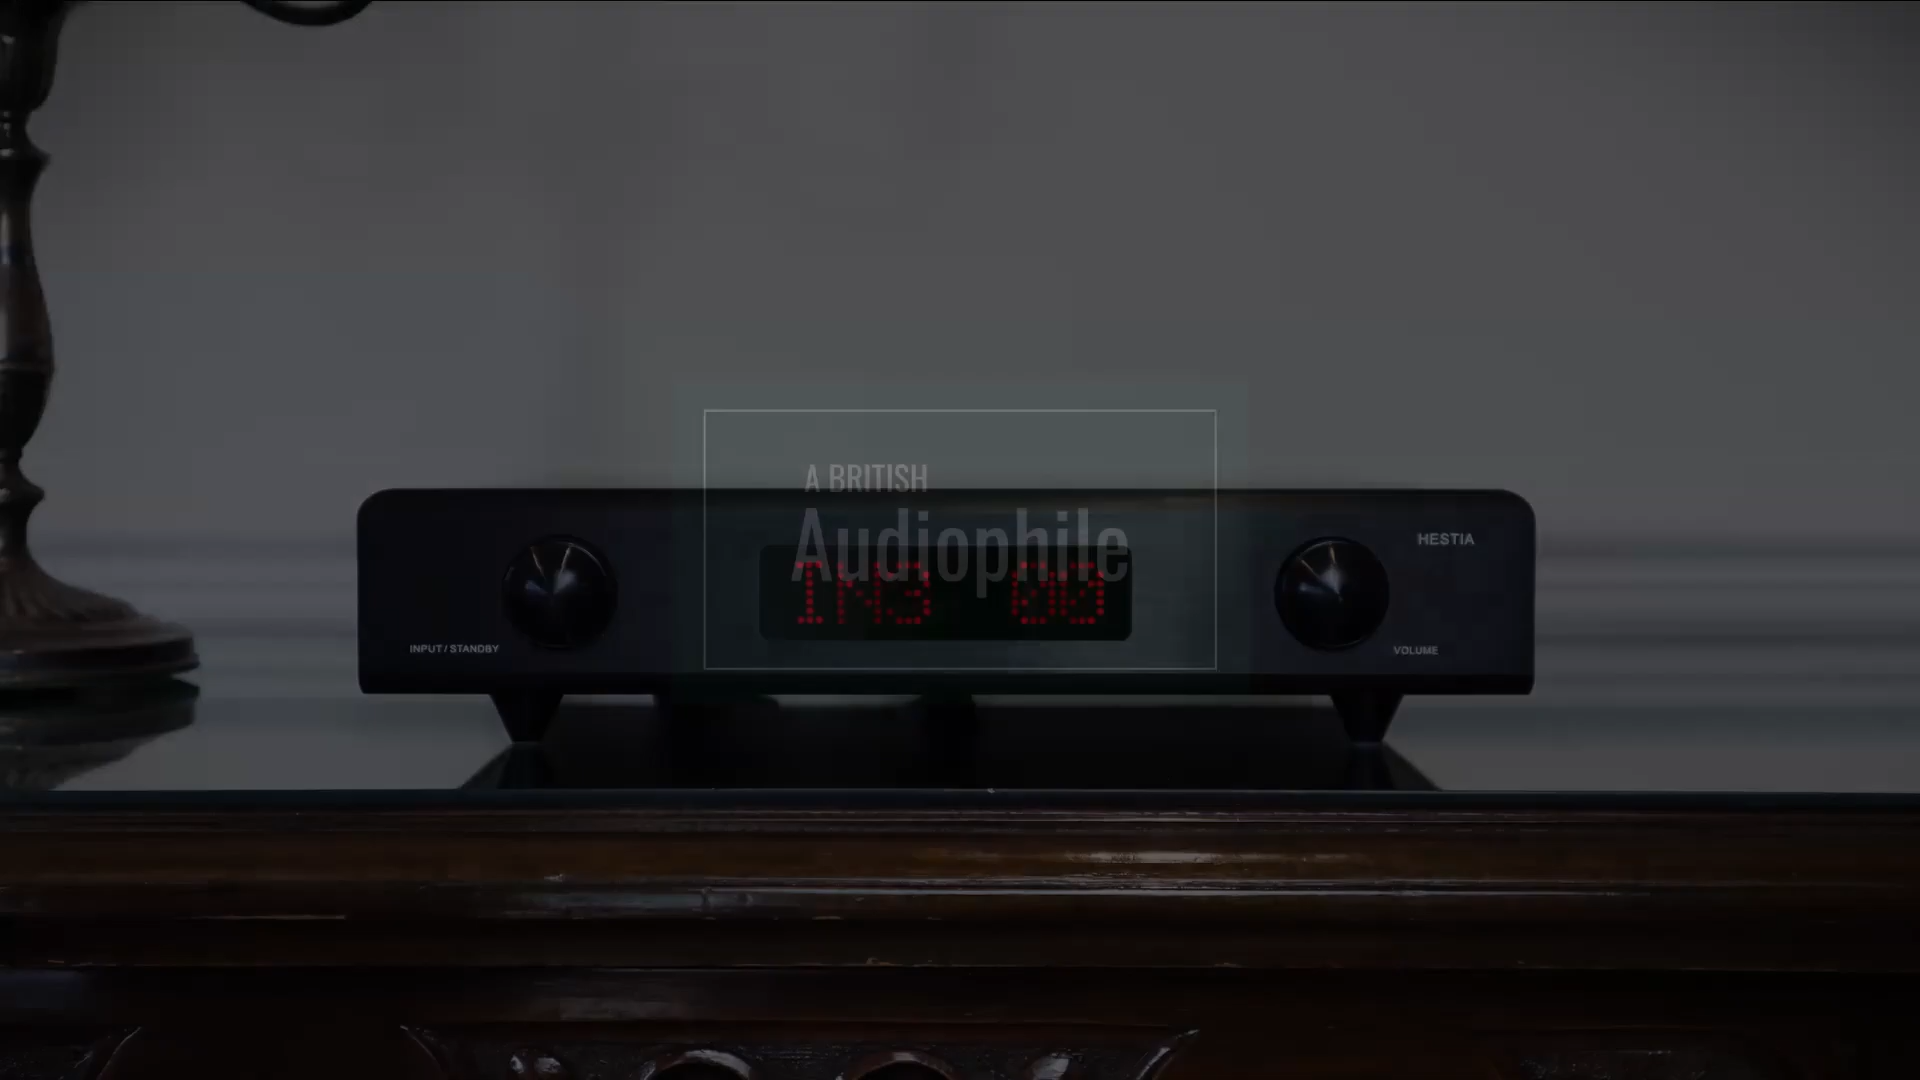 A BRITISH
Audiophile
HESTIA
IN3 00
INPUT / STANDBY
VOLUME